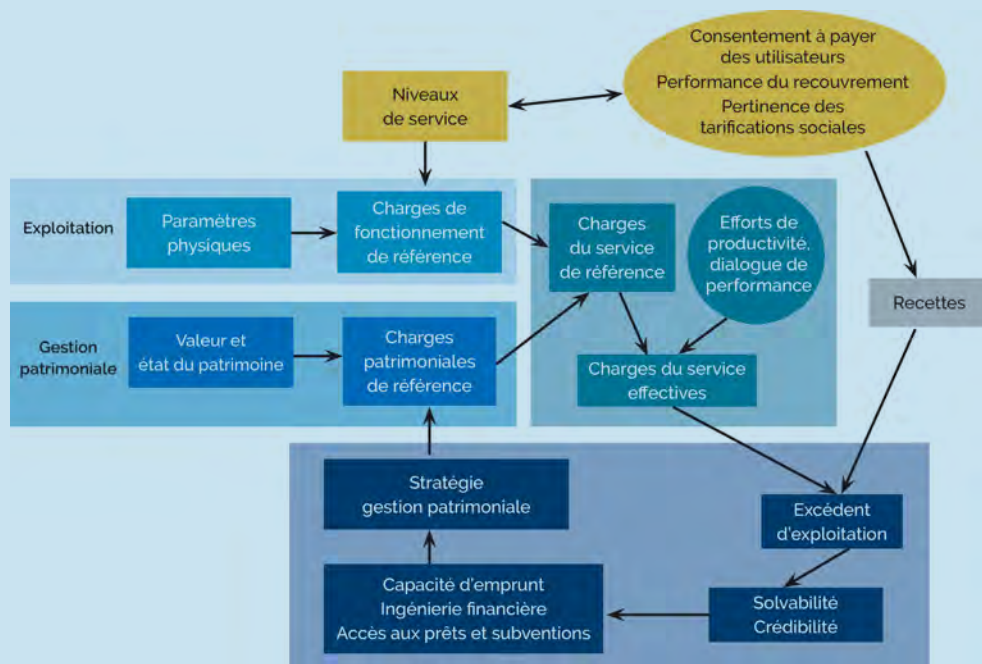 Consentement à payer
des utilisateurs
Performance du recouvrement
Pertinence des
tarifications sociales
Niveaux
de service
Exploitation
Paramètres
physiques
Charges de
fonctionnement
de référence
Charges
du service
de référence
Efforts de
productivité,
dialogue de
performance
Recettes
Gestion
patrimoniale
Valeur et
état du patrimoine
Charges
patrimoniales
de référence
Charges du service
effectives
Stratégie
gestion patrimoniale
Excédent
d'exploitation
Capacité d'emprunt
Ingénierie financière
Accès aux prêts et subventions
Solvabilité
Crédibilité